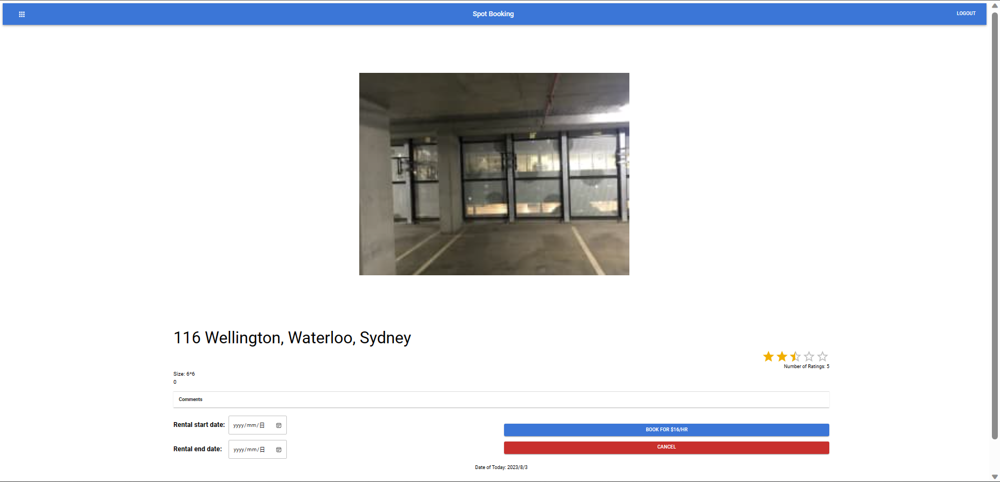 Spot Booking
LOGOUT
116 Wellington, Waterloo, Sydney
Number of Ratings: 5
Size: 6*6
0
Comments
Rental start date: yyyy/mm/日
BOOK FOR $16/HR
Rental end date: yyyy/mm/日
CANCEL
Date of Today: 2023/8/3